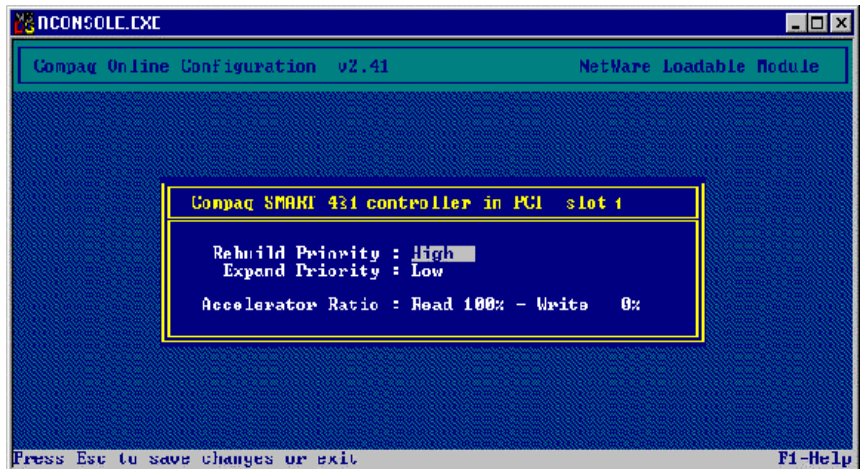 NCONSOLE.EXE
Compaq Online Configuration v2.41 NetWare Loadable Module
Compaq SMART 431 controller in PCI slot 1
Rebuild Priority : High
Expand Priority : Low
Accelerator Ratio : Read 100% - Write 0%
Press Esc to save changes or exit F1-Help